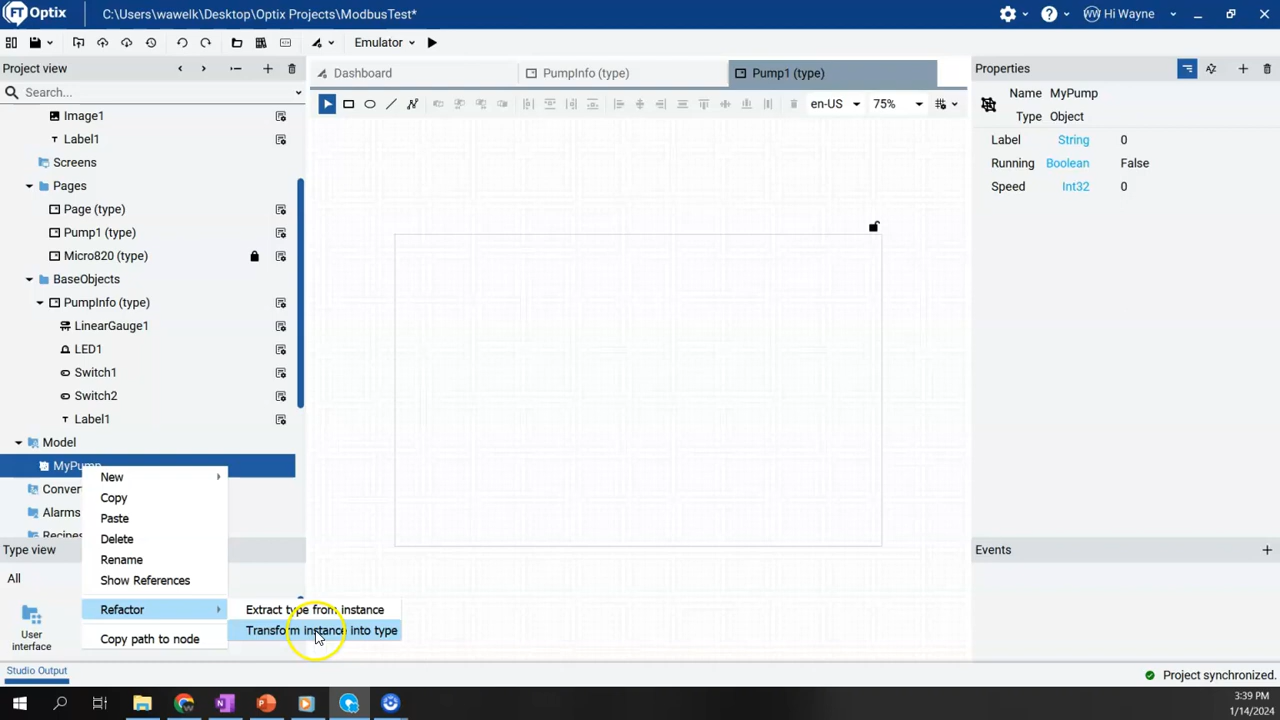 FT Optix C:\Users\wawelk\Desktop\Optix Projects\ModbusTest* WW Hi Wayne
Emulator
Project view
Dashboard
PumpInfo (type)
Pump1 (type)
Properties
Search...
en-US
75%
Name MyPump
Type Object
Label String 0
Running Boolean False
Speed Int32 0
Image1
Label1
Screens
Pages
Page (type)
Pump1 (type)
Micro820 (type)
BaseObjects
PumpInfo (type)
LinearGauge1
LED1
Switch1
Switch2
Label1
Model
MyPump
New
Copy
Paste
Delete
Rename
Show References
Refactor
Copy path to node
Extract type from instance
Transform instance into type
Alarms
Type view
All
User
interface
Events
Studio Output
Project synchronized.
3:39 PM
1/14/2024